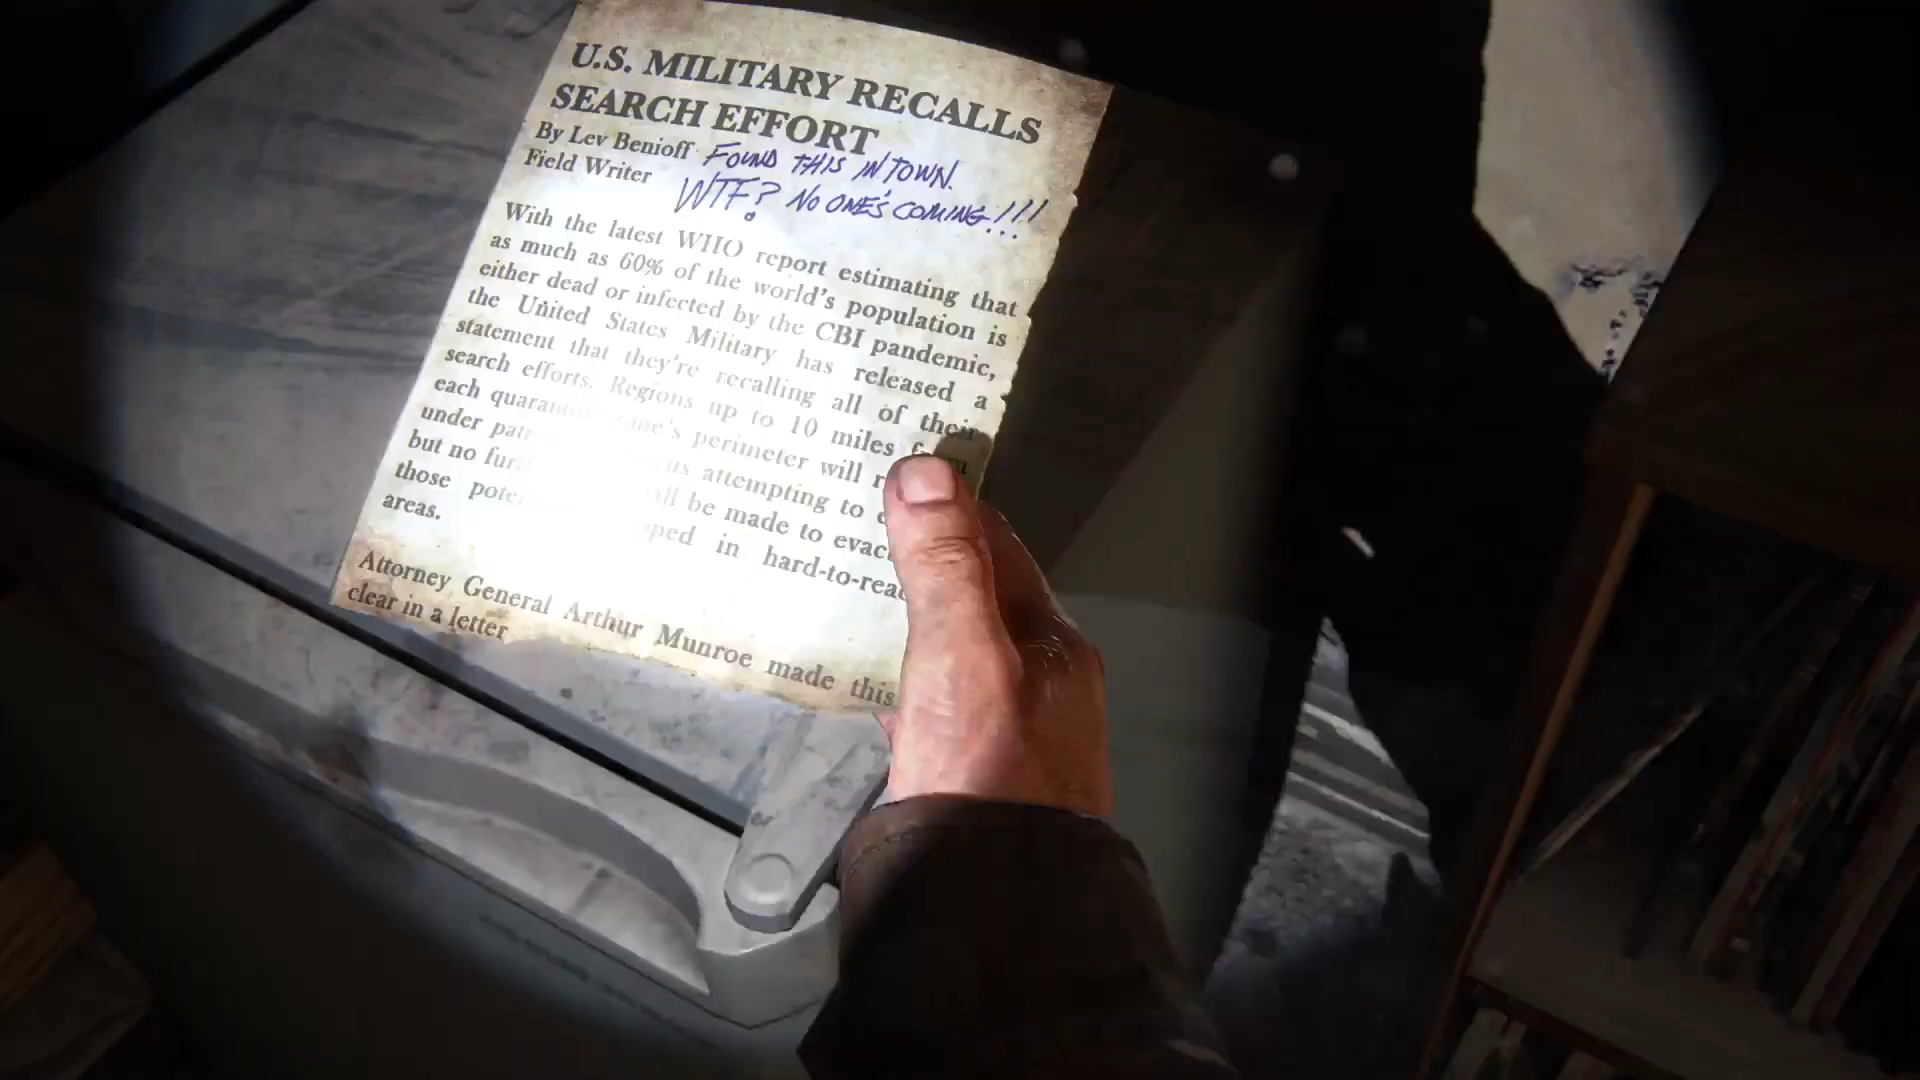 U.S. MILITARY RECALLS
SEARCH EFFORT
By Lev Benioff
Field Writer
FOUND THIS IN TOWN.
WTF? NO ONE'S COMING!!!
With the latest WHO report estimating that
as much as 60% of the world's population is
either dead or infected by the CBI pandemic,
the United States Military has released a
statement that they're recalling all of their
search efforts. Regions up to 10 miles
each perimeter will
under attempting to
but no be made to
those in
areas.
Attorney General Arthur Munroe made this
clear in a letter